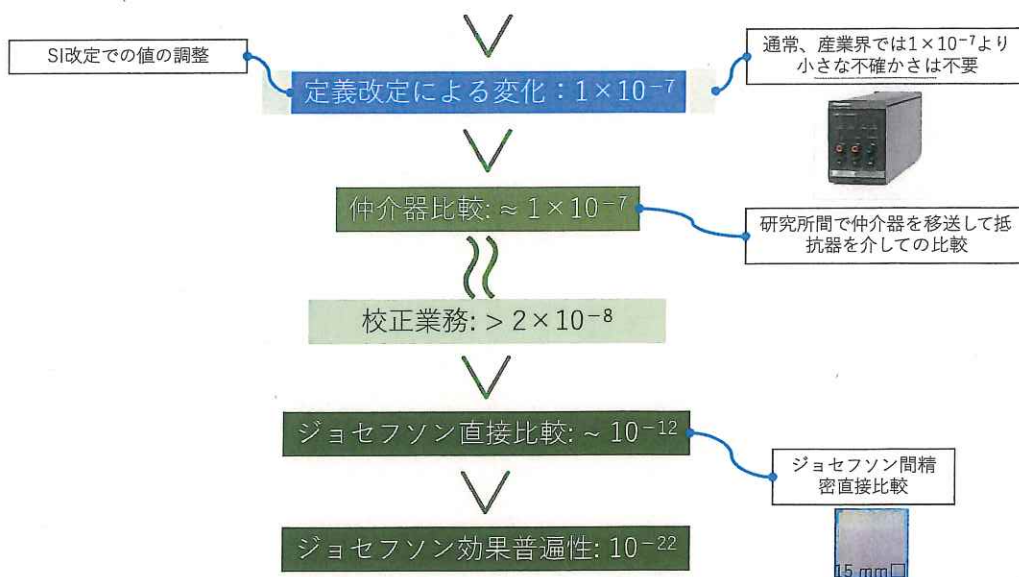 SI改定での値の調整
通常、産業界では1×10⁻⁷より
小さな不確かさは不要
定義改定による変化：1×10⁻⁷
仲介器比較: ≈ 1×10⁻⁷
研究所間で仲介器を移送して抵
抗器を介しての比較
校正業務: > 2×10⁻⁸
ジョセフソン直接比較: ~ 10⁻¹²
ジョセフソン間精
密直接比較
ジョセフソン効果普遍性: 10⁻²²
15 mm□